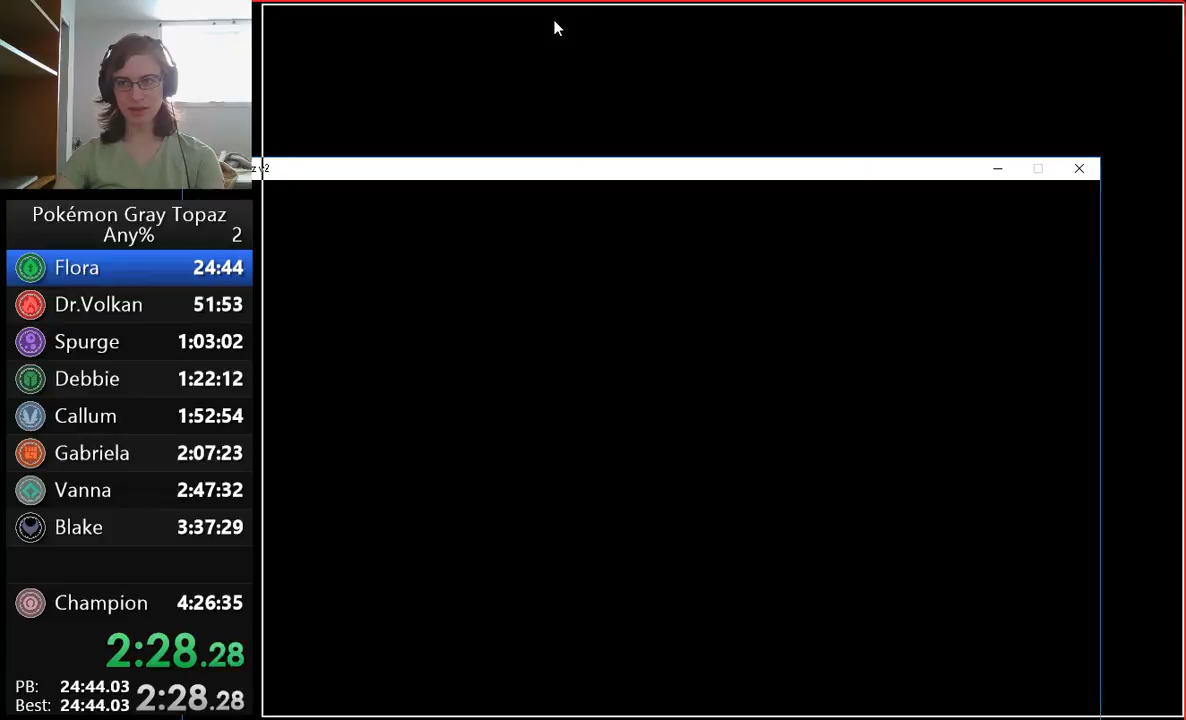 z v2
Pokémon Gray Topaz
Any% 2
Flora 24:44
Dr.Volkan 51:53
Spurge 1:03:02
Debbie 1:22:12
Callum 1:52:54
Gabriela 2:07:23
Vanna 2:47:32
Blake 3:37:29
Champion 4:26:35
2:28.28
PB: 24:44.03
Best: 24:44.03
2:28.28